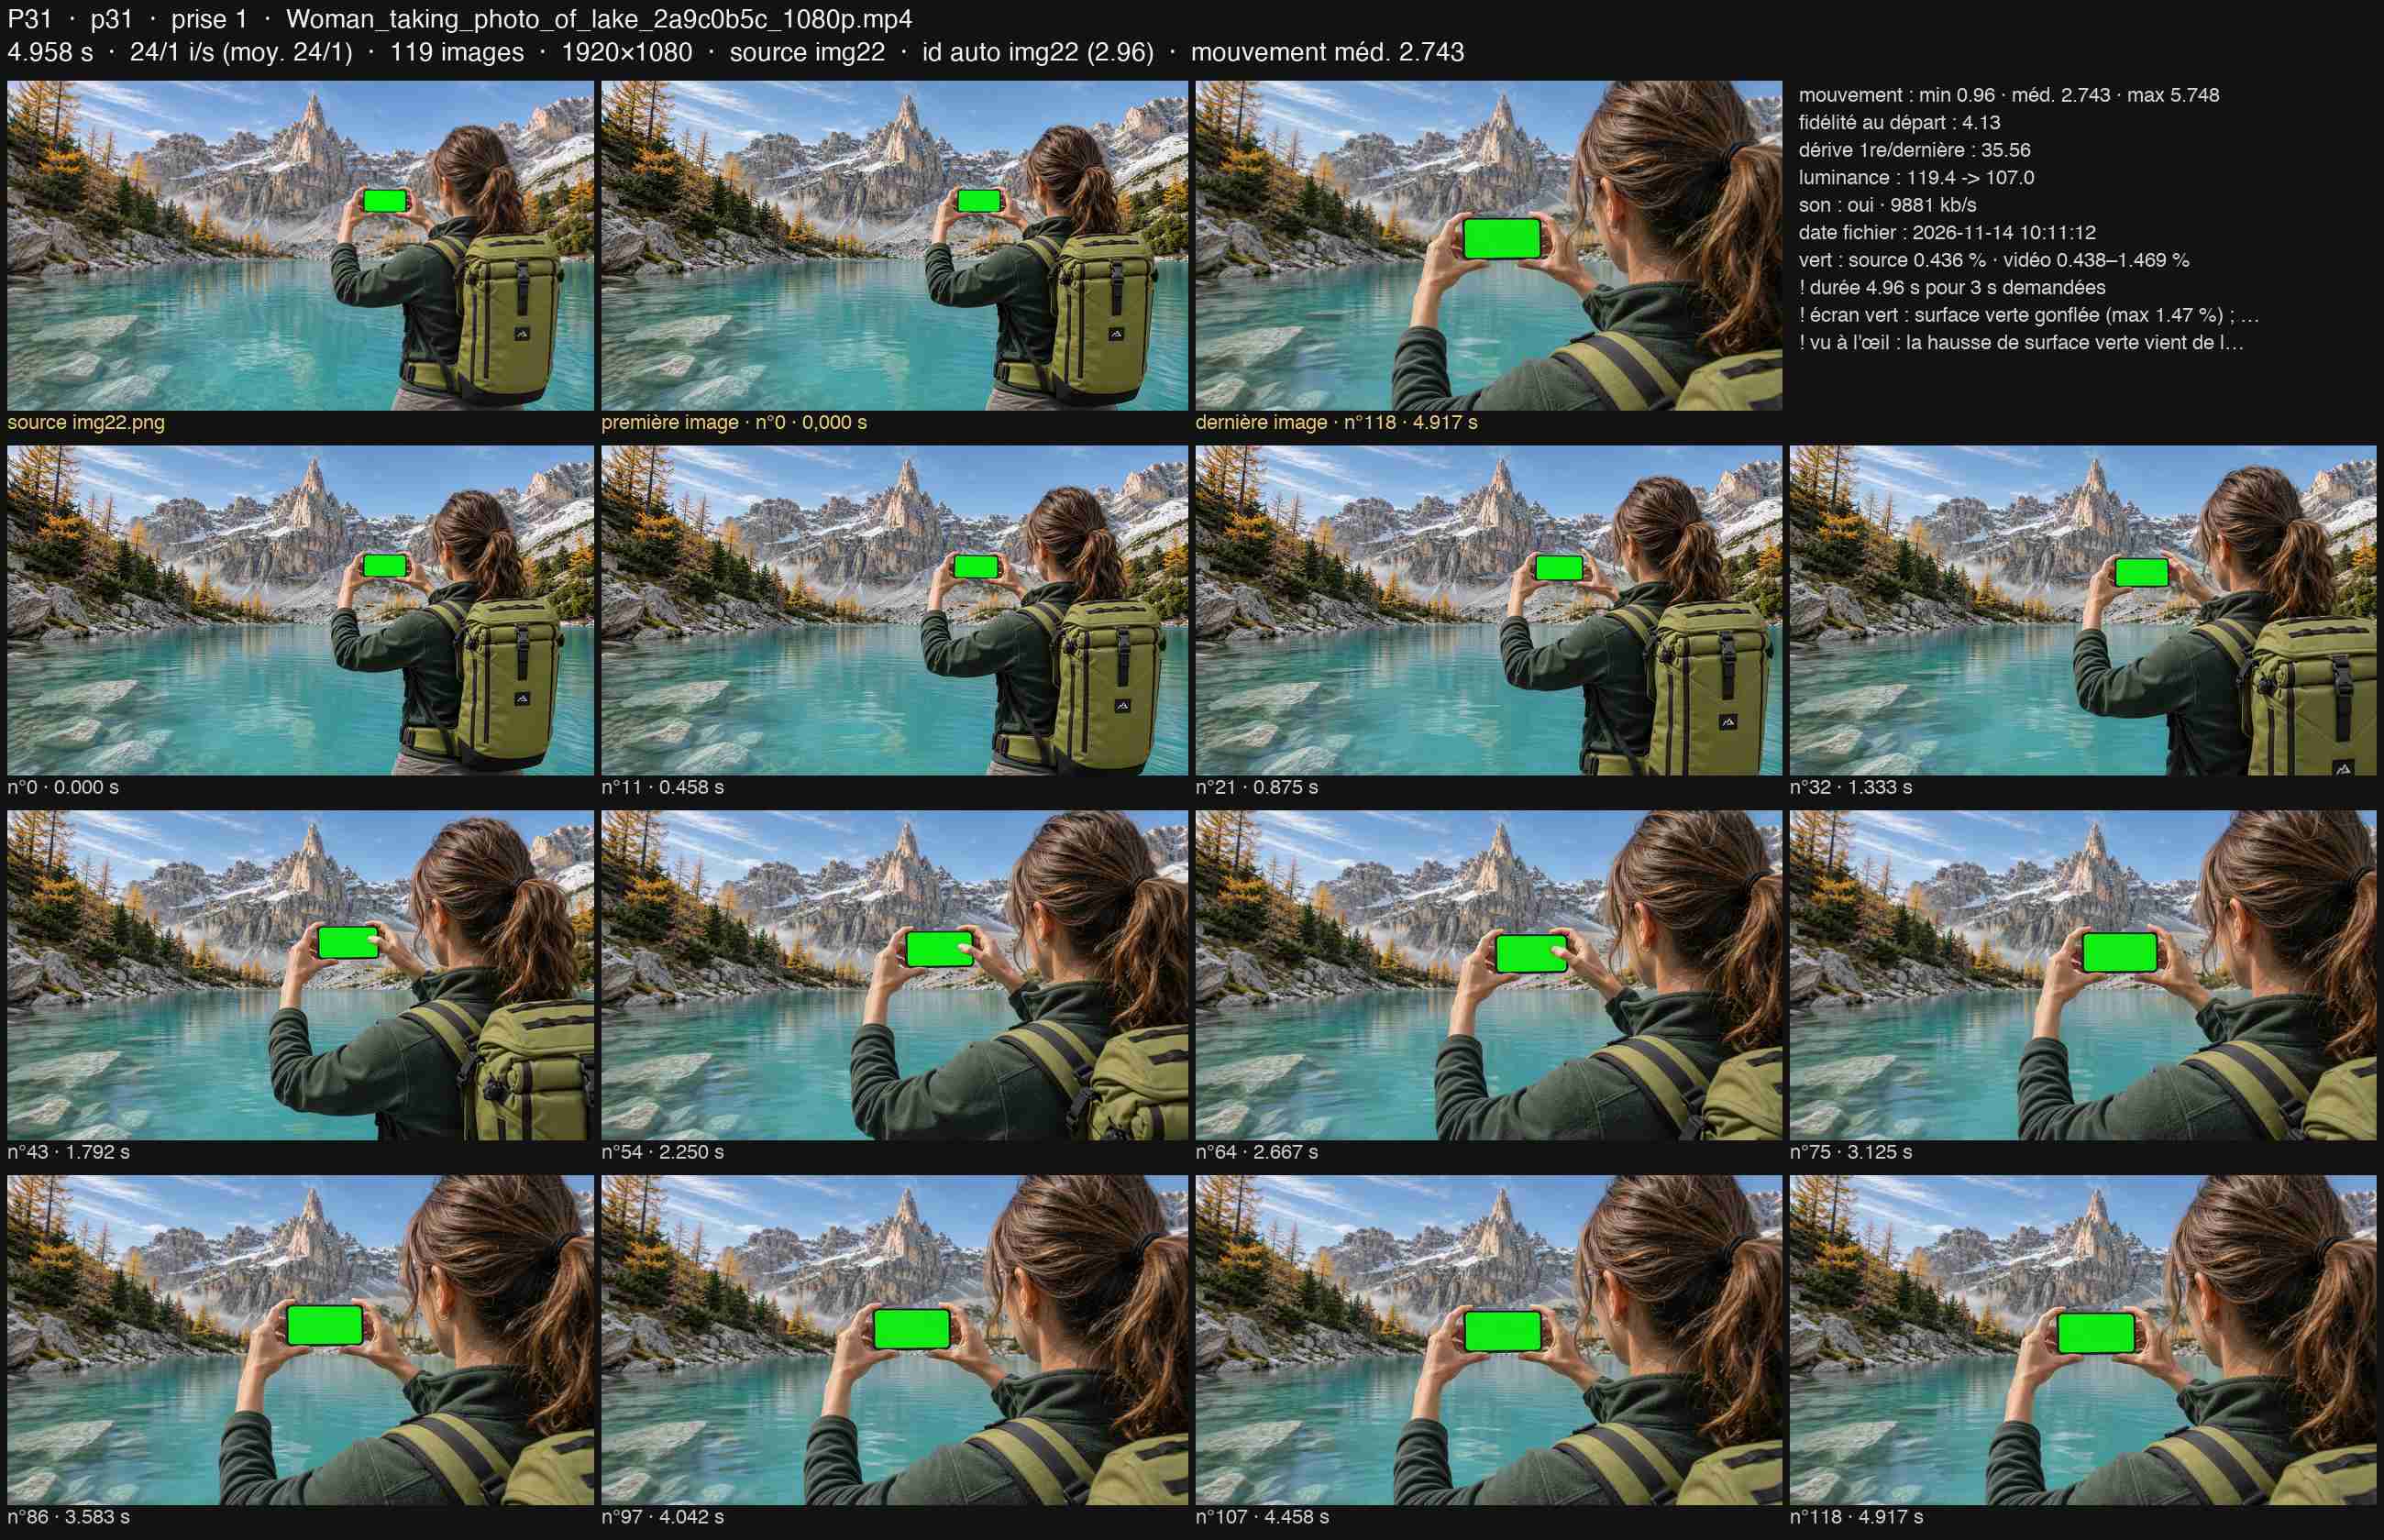 P31 · p31 · prise 1 · Woman_taking_photo_of_lake_2a9c0b5c_1080p.mp4
4.958 s · 24/1 i/s (moy. 24/1) · 119 images · 1920×1080 · source img22 · id auto img22 (2.96) · mouvement méd. 2.743
mouvement : min 0.96 · méd. 2.743 · max 5.748
fidélité au départ : 4.13
dérive 1re/dernière : 35.56
luminance : 119.4 -> 107.0
son : oui · 9881 kb/s
date fichier : 2026-11-14 10:11:12
vert : source 0.436 % · vidéo 0.438–1.469 %
! durée 4.96 s pour 3 s demandées
! écran vert : surface verte gonflée (max 1.47 %) ; …
! vu à l'œil : la hausse de surface verte vient de l…
source img22.png
première image · n°0 · 0,000 s
dernière image · n°118 · 4.917 s
n°0 · 0.000 s
n°11 · 0.458 s
n°21 · 0.875 s
n°32 · 1.333 s
n°43 · 1.792 s
n°54 · 2.250 s
n°64 · 2.667 s
n°75 · 3.125 s
n°86 · 3.583 s
n°97 · 4.042 s
n°107 · 4.458 s
n°118 · 4.917 s